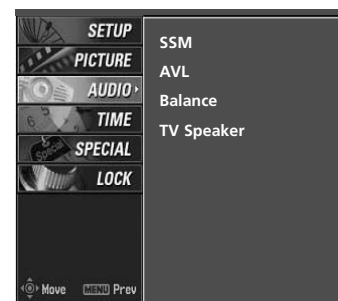 SETUP
PICTURE
AUDIO
TIME
SPECIAL
LOCK
Move MENU Prev
SSM
AVL
Balance
TV Speaker